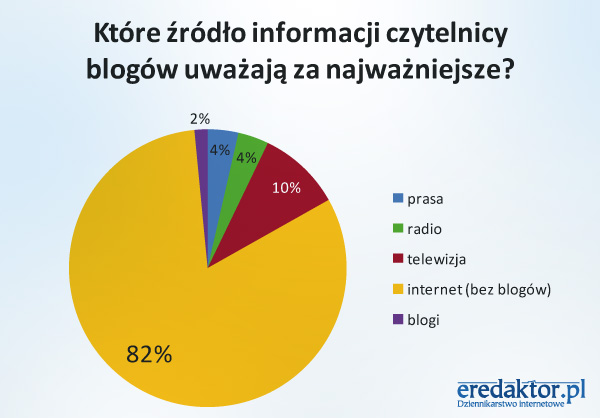 Które źródło informacji czytelnicy
blogów uważają za najważniejsze?
2%
4%
4%
10%
82%
prasa
radio
telewizja
internet (bez blogów)
blogi
eredaktor.pl
Dziennikarstwo internetowe